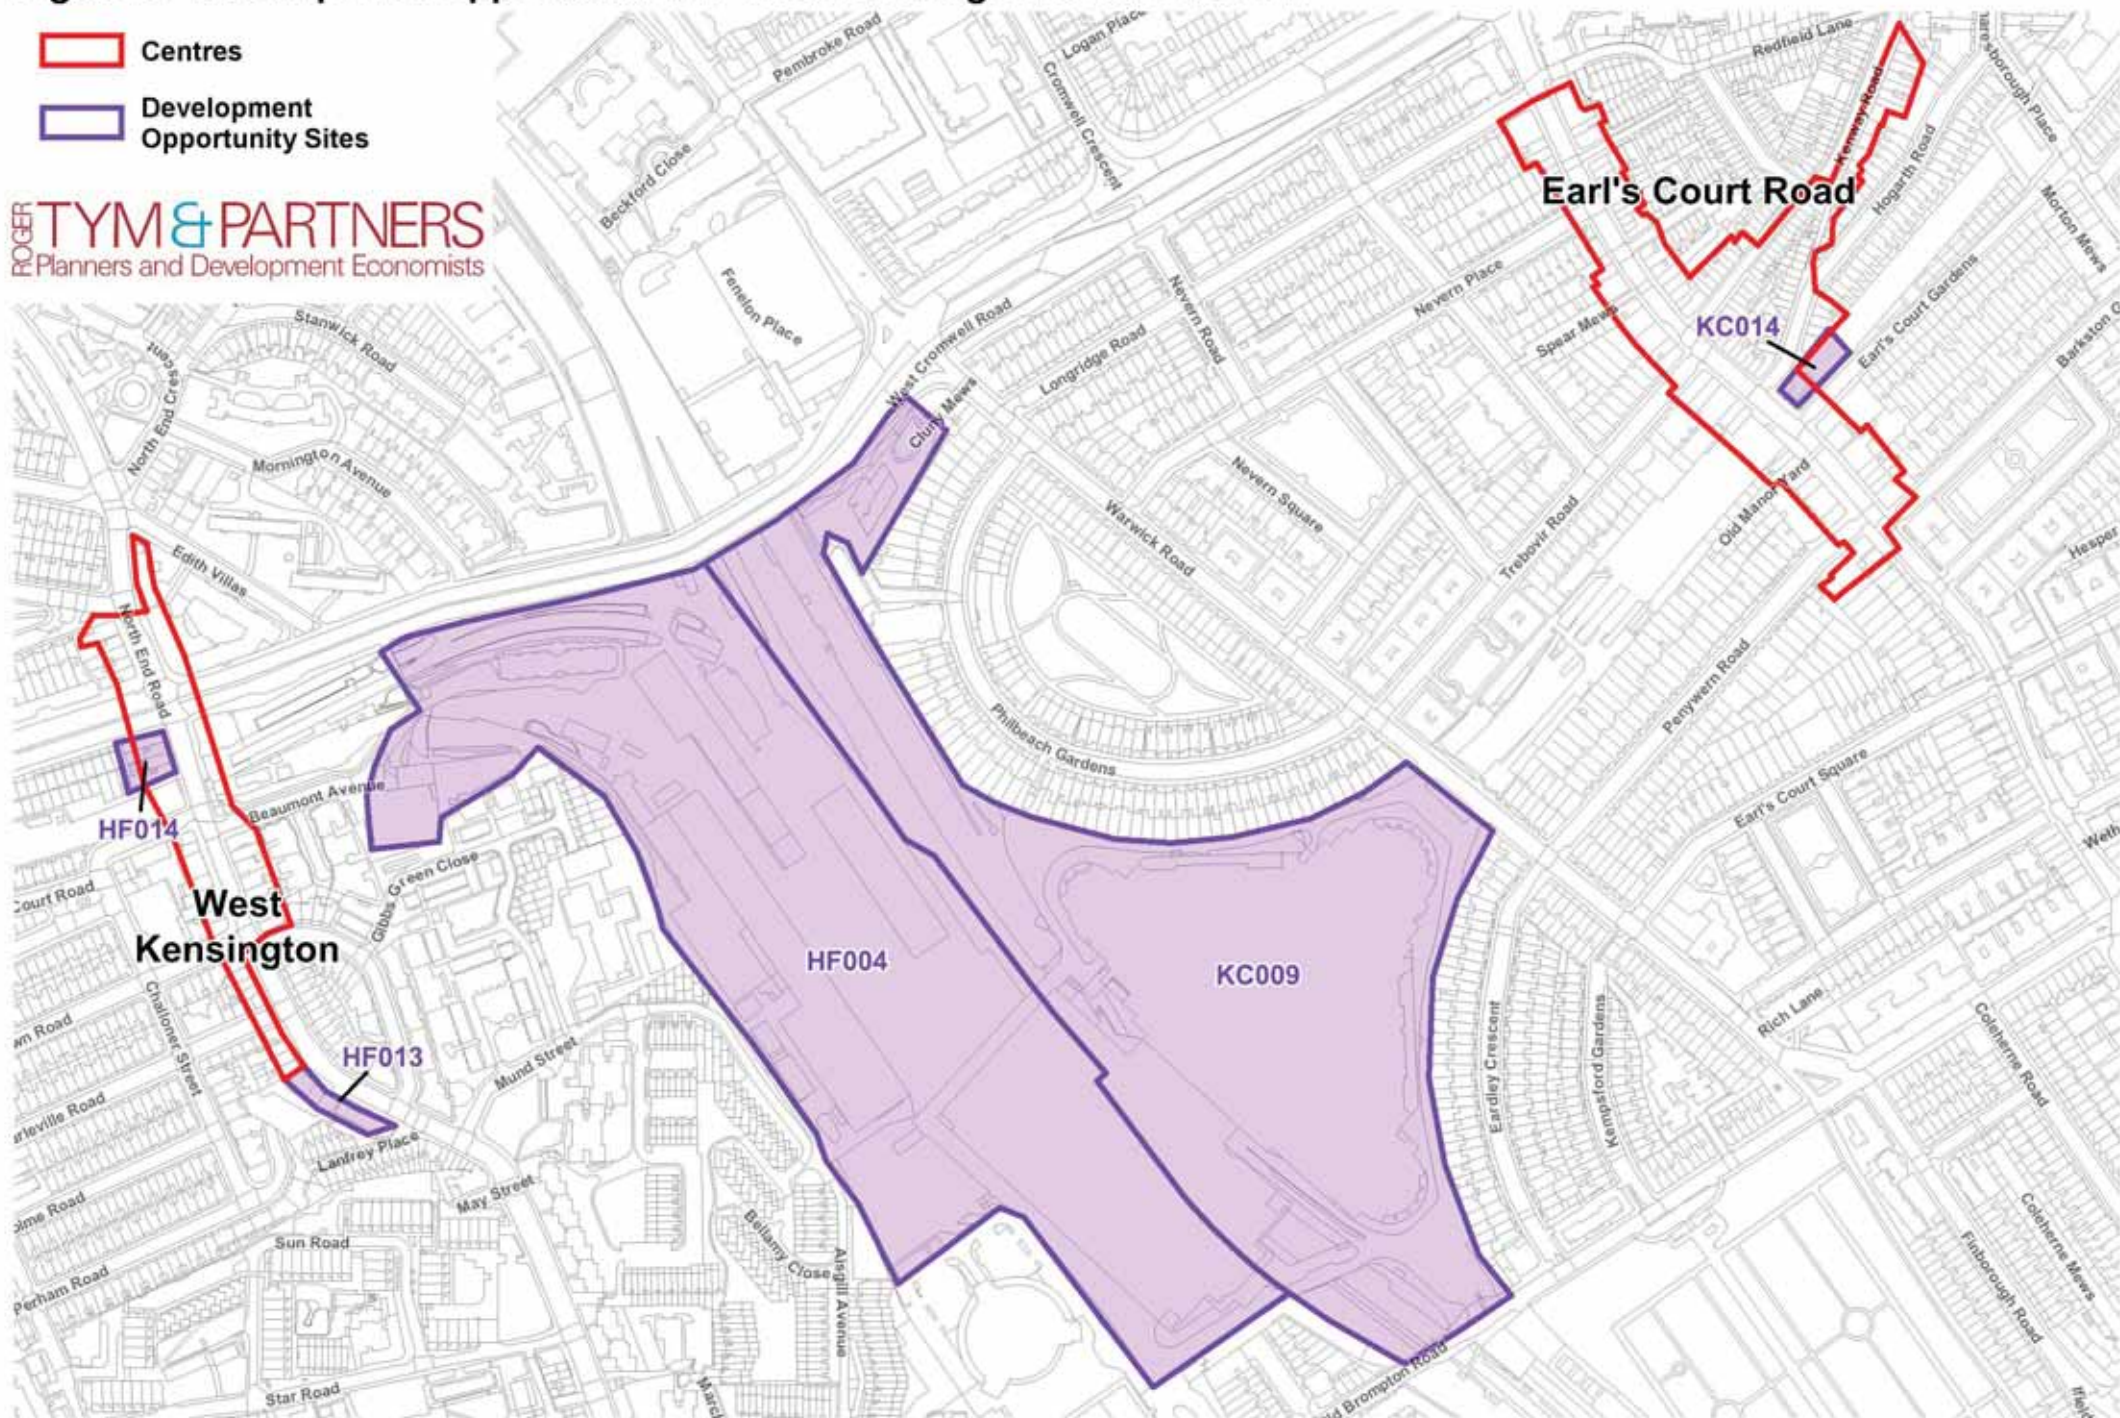 Centres
Development
Opportunity Sites
ROGER
TYM & PARTNERS
Planners and Development Economists
Pembroke Road
Logan Place
Redfield Lane
Cromwell Crescent
Kenway Road
Beckford Close
Hogarth Road
Earl's Court Road
Morton Mews
Fenelon Place
Nevern Place
Nevern Road
Earl's Court Gardens
Spear Mews
KC014
Stanwick Road
West Cromwell Road
Longridge Road
Cluny Mews
North End Crescent
Mornington Avenue
Nevern Square
Warwick Road
Old Manor Yard
Trebovir Road
Hesper
Edith Villas
North End Road
Penywern Road
Philbeach Gardens
Earl's Court Square
Beaumont Avenue
HF014
Gibbs Green Close
Court Road
West
Kensington
HF004
KC009
Challoner Street
Rich Lane
Eardley Crescent
Kempsford Gardens
Coleherne Road
HF013
Mund Street
Lanfrey Place
May Street
Sun Road
Bellamy Close
Aisgill Avenue
Coleherne Mews
Finborough Road
Perham Road
Star Road
Brompton Road